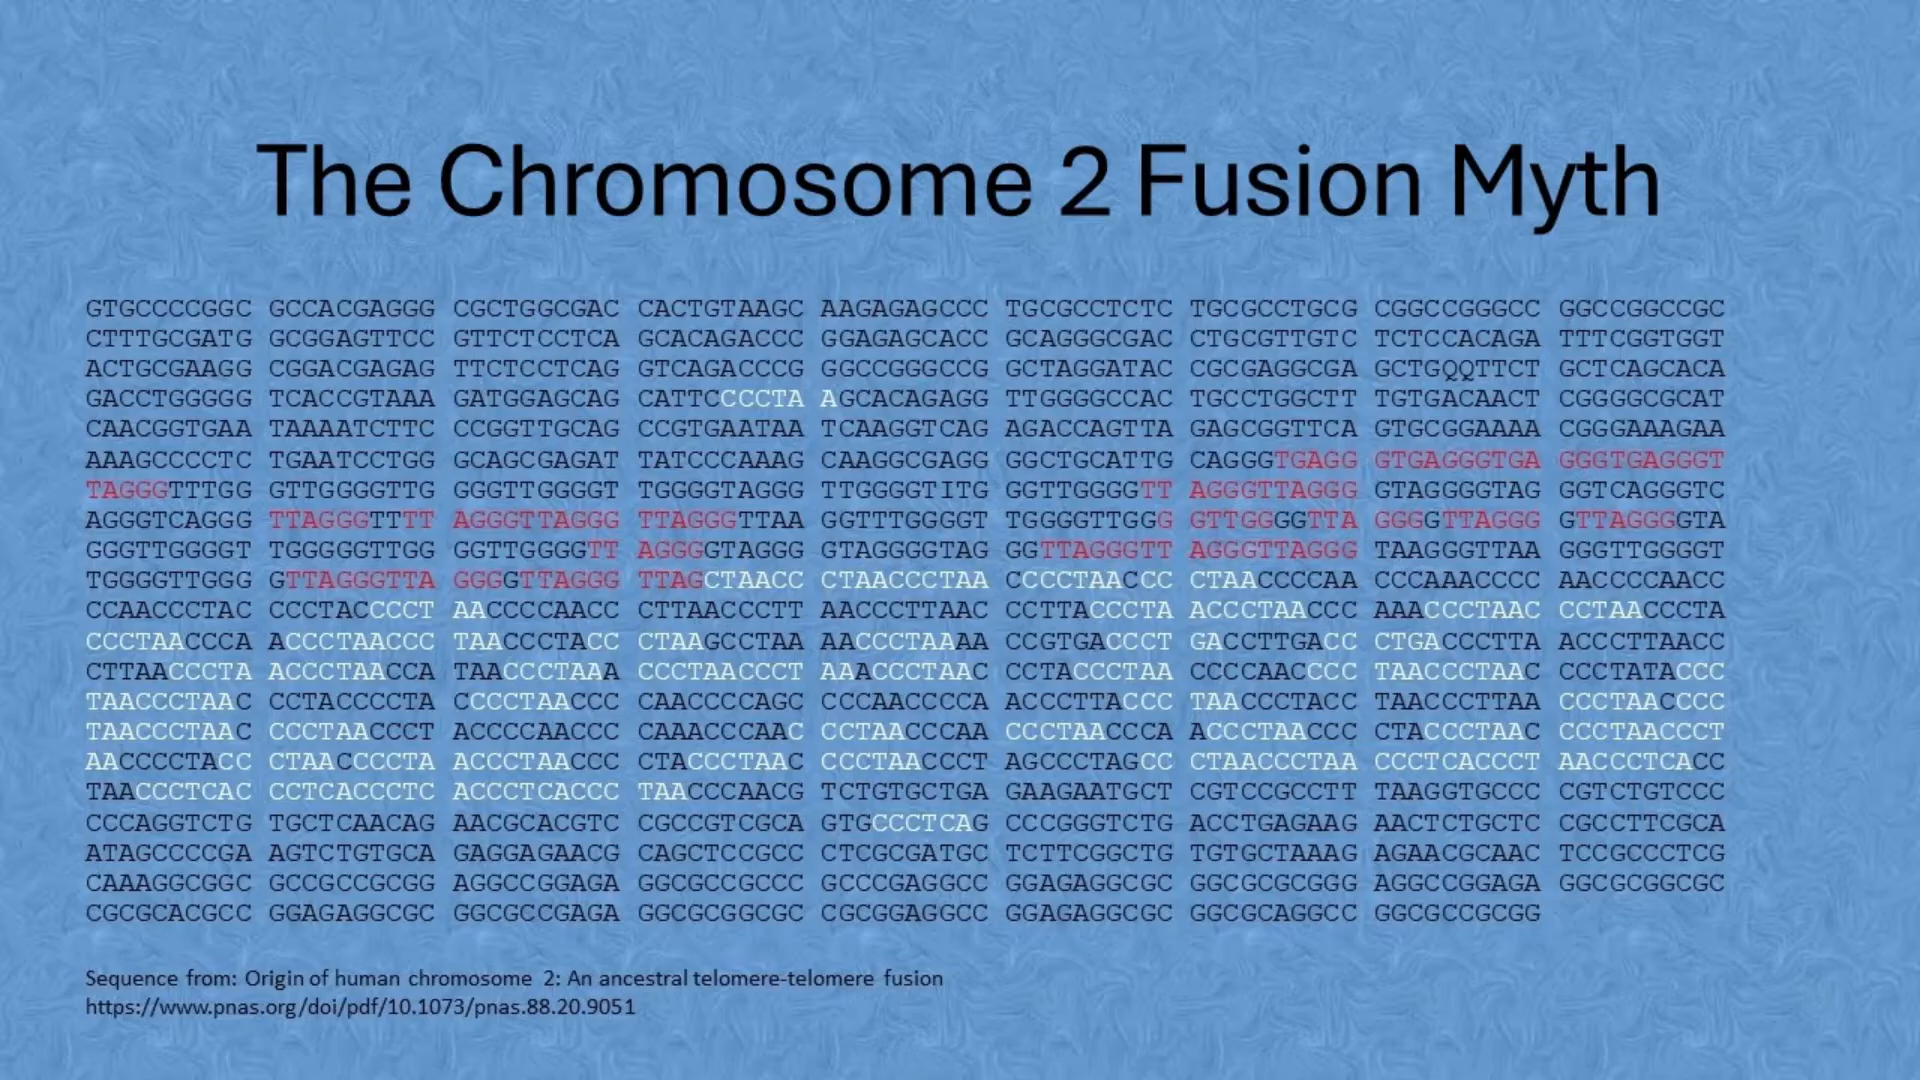 The Chromosome 2 Fusion Myth
GTGCCCCGGC GCCACGAGGG CGCTGGCGAC CACTGTAAGC AAGAGAGCCC TGCGCCTCTC TGCGCCTGCG CGGCCGGGCC GGCCGGCCGC
CTTTGCGATG GCGGAGTTCC GTTCTCCTCA GCACAGACCC GGAGAGCACC GCAGGGCGAC CTGCGTTGTC TCTCCACAGA TTTCGGTGGT
ACTGCGAAGG CGGACGAGAG TTCTCCTCAG GTCAGACCCG GGCCGGGCCG GCTAGGATAC CGCGAGGCGA GCTGQQTTCT GCTCAGCACA
GACCTGGGGG TCACCGTAAA GATGGAGCAG CATTCCCCTA AGCACAGAGG TTGGGGCCAC TGCCTGGCTT TGTGACAACT CGGGGCGCAT
CAACGGTGAA TAAAATCTTC CCGGTTGCAG CCGTGAATAA TCAAGGTCAG AGACCAGTTA GAGCGGTTCA GTGCGGAAAA CGGGAAAGAA
AAAGCCCCTC TGAATCCTGG GCAGCGAGAT TATCCCAAAG CAAGGCGAGG GGCTGCATTG CAGGGTGAGG GTGAGGGTGA GGGTGAGGGT
TAGGGTTTGG GTTGGGGTTG GGGTTGGGGT TGGGGTAGGG TTGGGGTITG GGTTGGGGTT AGGGTTAGGG GTAGGGGTAG GGTCAGGGTC
AGGGTCAGGG TTAGGGTTTT AGGGTTAGGG TTAGGGTTAA GGTTTGGGGT TGGGGTTGGG GTTGGGGTTA GGGGTTAGGG GTTAGGGGTA
GGGTTGGGGT TGGGGGTTGG GGTTGGGGTT AGGGGTAGGG GTAGGGGTAG GGTTAGGGTT AGGGTTAGGG TAAGGGTTAA GGGTTGGGGT
TGGGGTTGGG GTTAGGGTTA GGGGTTAGGG TTAGCTAACC CTAACCCTAA CCCCTAACCC CTAACCCCAA CCCAAACCCC AACCCCAACC
CCAACCCTAC CCCTACCCCT AACCCCAACC CTTAACCCTT AACCCTTAAC CCTTACCCTA ACCCTAACCC AAACCCTAAC CCTAACCCTA
CCCTAACCCA ACCCTAACCC TAACCCTACC CTAAGCCTAA AACCCTAAAA CCGTGACCCT GACCTTGACC CTGACCCTTA ACCCTTAACC
CTTAACCCTA ACCCTAACCA TAACCCTAAA CCCTAACCCT AAACCCTAAC CCTACCCTAA CCCCAACCCC TAACCCTAAC CCCTATACCC
TAACCCTAAC CCTACCCCTA CCCCTAACCC CAACCCCAGC CCCAACCCCA ACCCTTACCC TAACCCTACC TAACCCTTAA CCCTAACCCC
TAACCCTAAC CCCTAACCCT ACCCCAACCC CAAACCCAAC CCTAACCCAA CCCTAACCCA ACCCTAACCC CTACCCTAAC CCCTAACCCT
AACCCCTACC CTAACCCCTA ACCCTAACCC CTACCCTAAC CCCTAACCCT AGCCCTAGCC CTAACCCTAA CCCTCACCCT AACCCTCACC
TAACCCTCAC CCTCACCCTC ACCCTCACCC TAACCCAACG TCTGTGCTGA GAAGAATGCT CGTCCGCCTT TAAGGTGCCC CGTCTGTCCC
CCCAGGTCTG TGCTCAACAG AACGCACGTC CGCCGTCGCA GTGCCCTCAG CCCGGGTCTG ACCTGAGAAG AACTCTGCTC CGCCTTCGCA
ATAGCCCCGA AGTCTGTGCA GAGGAGAACG CAGCTCCGCC CTCGCGATGC TCTTCGGCTG TGTGCTAAAG AGAACGCAAC TCCGCCCTCG
CAAAGGCGGC GCCGCCGCGG AGGCCGGAGA GGCGCCGCCC GCCCGAGGCC GGAGAGGCGC GGCGCGCGGG AGGCCGGAGA GGCGCGGCGC
CGCGCACGCC GGAGAGGCGC GGCGCCGAGA GGCGCGGCGC CGCGGAGGCC GGAGAGGCGC GGCGCAGGCC GGCGCCGCGG
Sequence from: Origin of human chromosome 2: An ancestral telomere-telomere fusion
https://www.pnas.org/doi/pdf/10.1073/pnas.88.20.9051